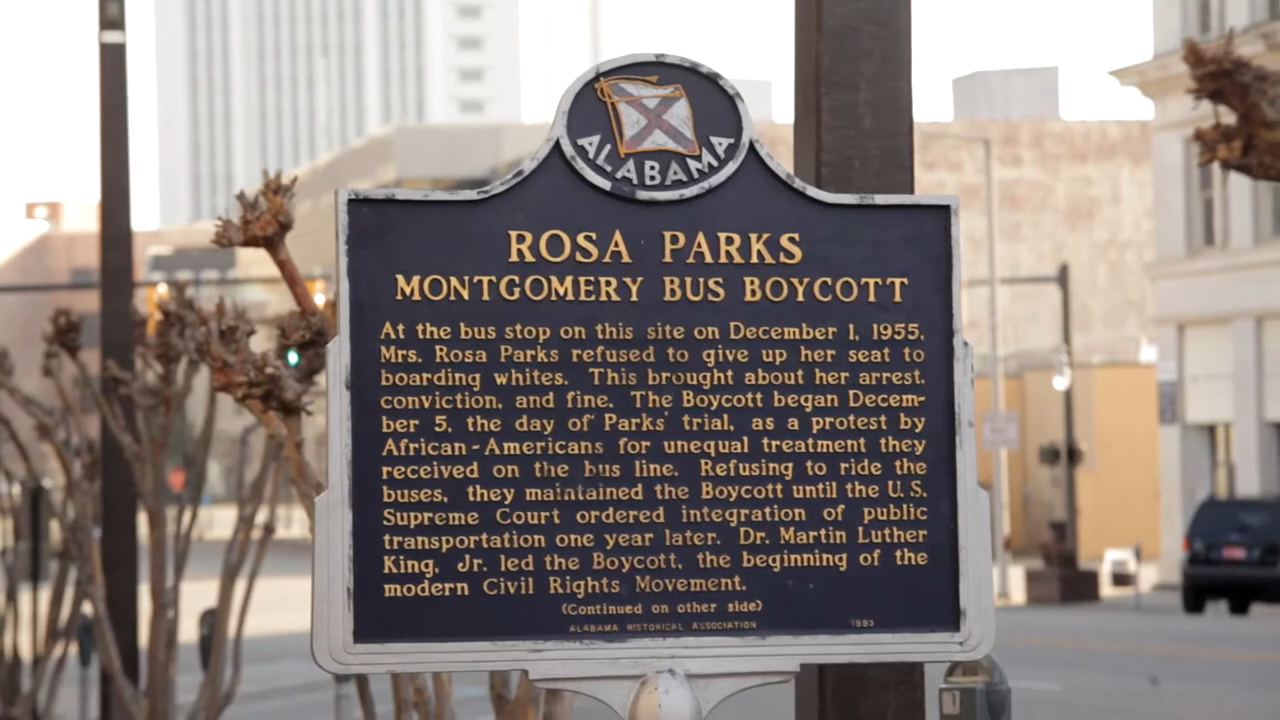 ALABAMA
ROSA PARKS
MONTGOMERY BUS BOYCOTT
At the bus stop on this site on December 1, 1955,
Mrs. Rosa Parks refused to give up her seat to
boarding whites. This brought about her arrest,
conviction, and fine. The Boycott began Decem-
ber 5, the day of Parks' trial, as a protest by
African-Americans for unequal treatment they
received on the bus line. Refusing to ride the
buses, they maintained the Boycott until the U.S.
Supreme Court ordered integration of public
transportation one year later. Dr. Martin Luther
King, Jr. led the Boycott, the beginning of the
modern Civil Rights Movement.
(Continued on other side)
ALABAMA HISTORICAL ASSOCIATION 1993